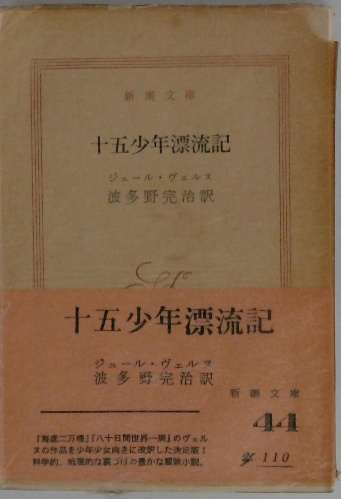 新潮文庫
十五少年漂流記
ジュール・ヴェルヌ
波多野完治訳
十五少年漂流記
ジュール・ヴェルヌ
波多野完治訳
新潮文庫
44
¥ 110
『海底二万哩』『八十日間世界一周』のヴェル
ヌの作品を少年少女向きに改訳した決定版！
科学的、地理的な裏づけの豊かな冒険小説。